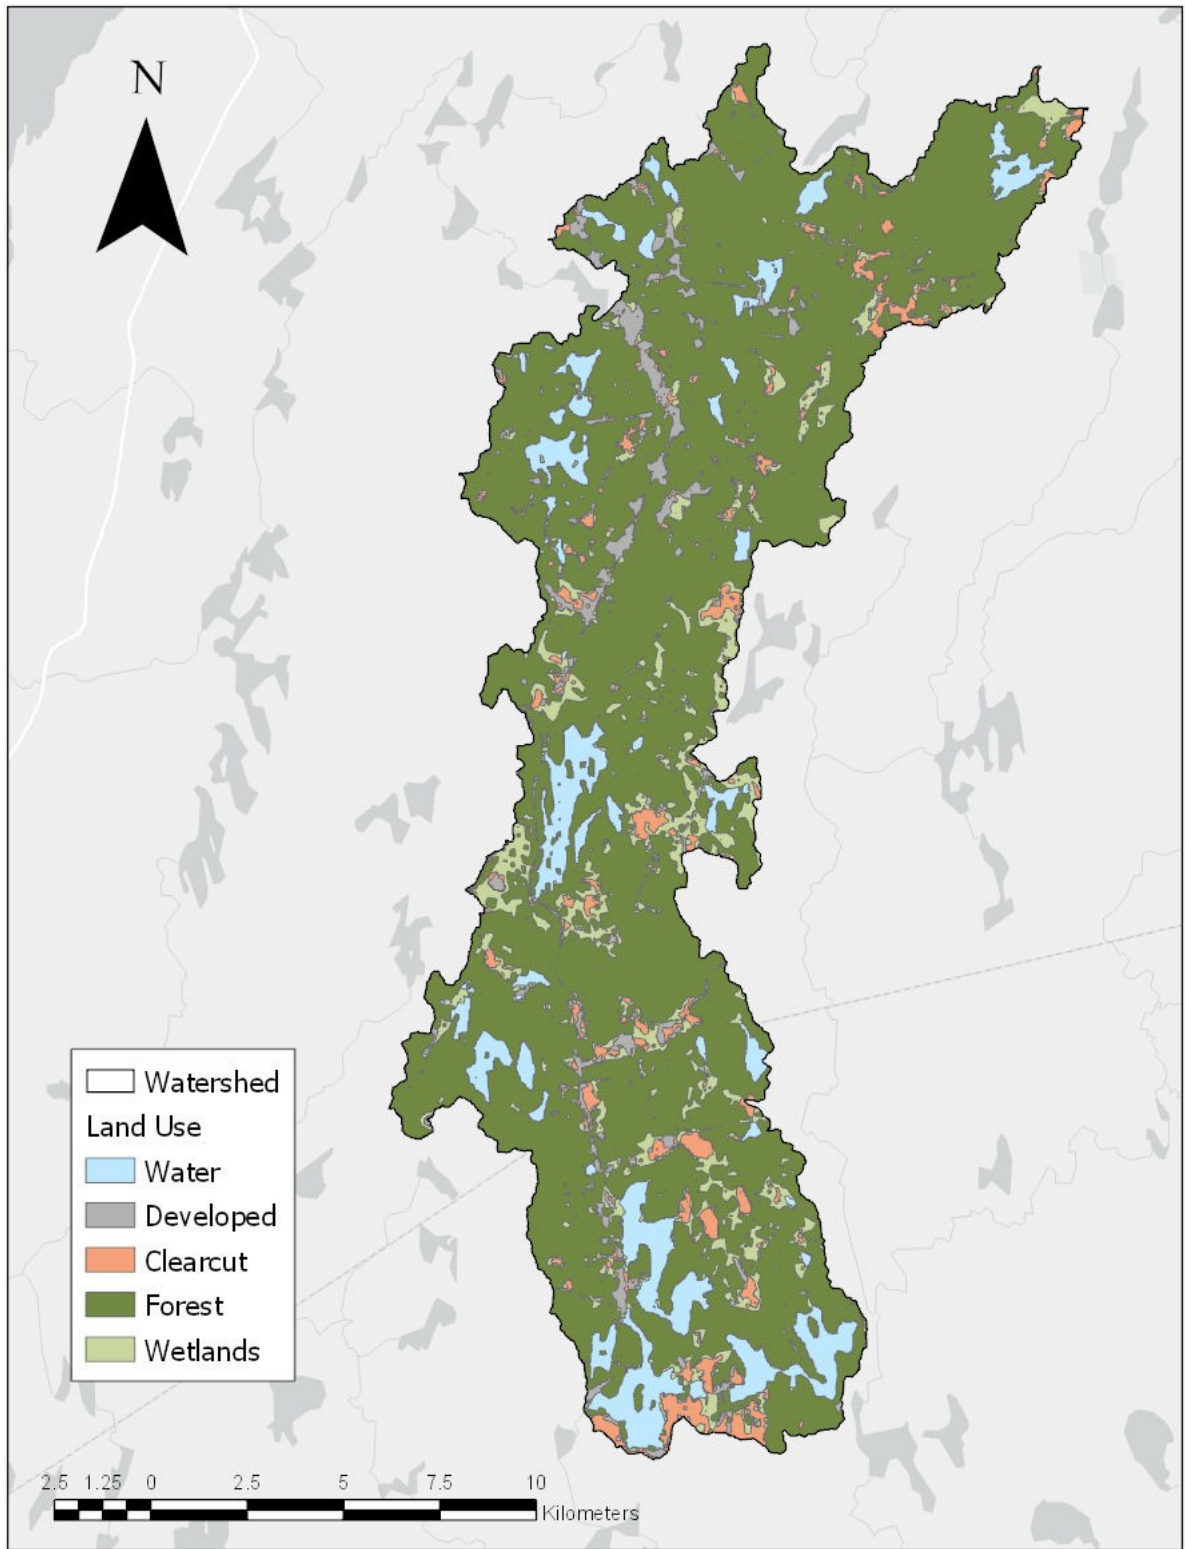 N
Watershed
Land Use
Water
Developed
Clearcut
Forest
Wetlands
2.5 1.25 0 2.5 5 7.5 10
Kilometers